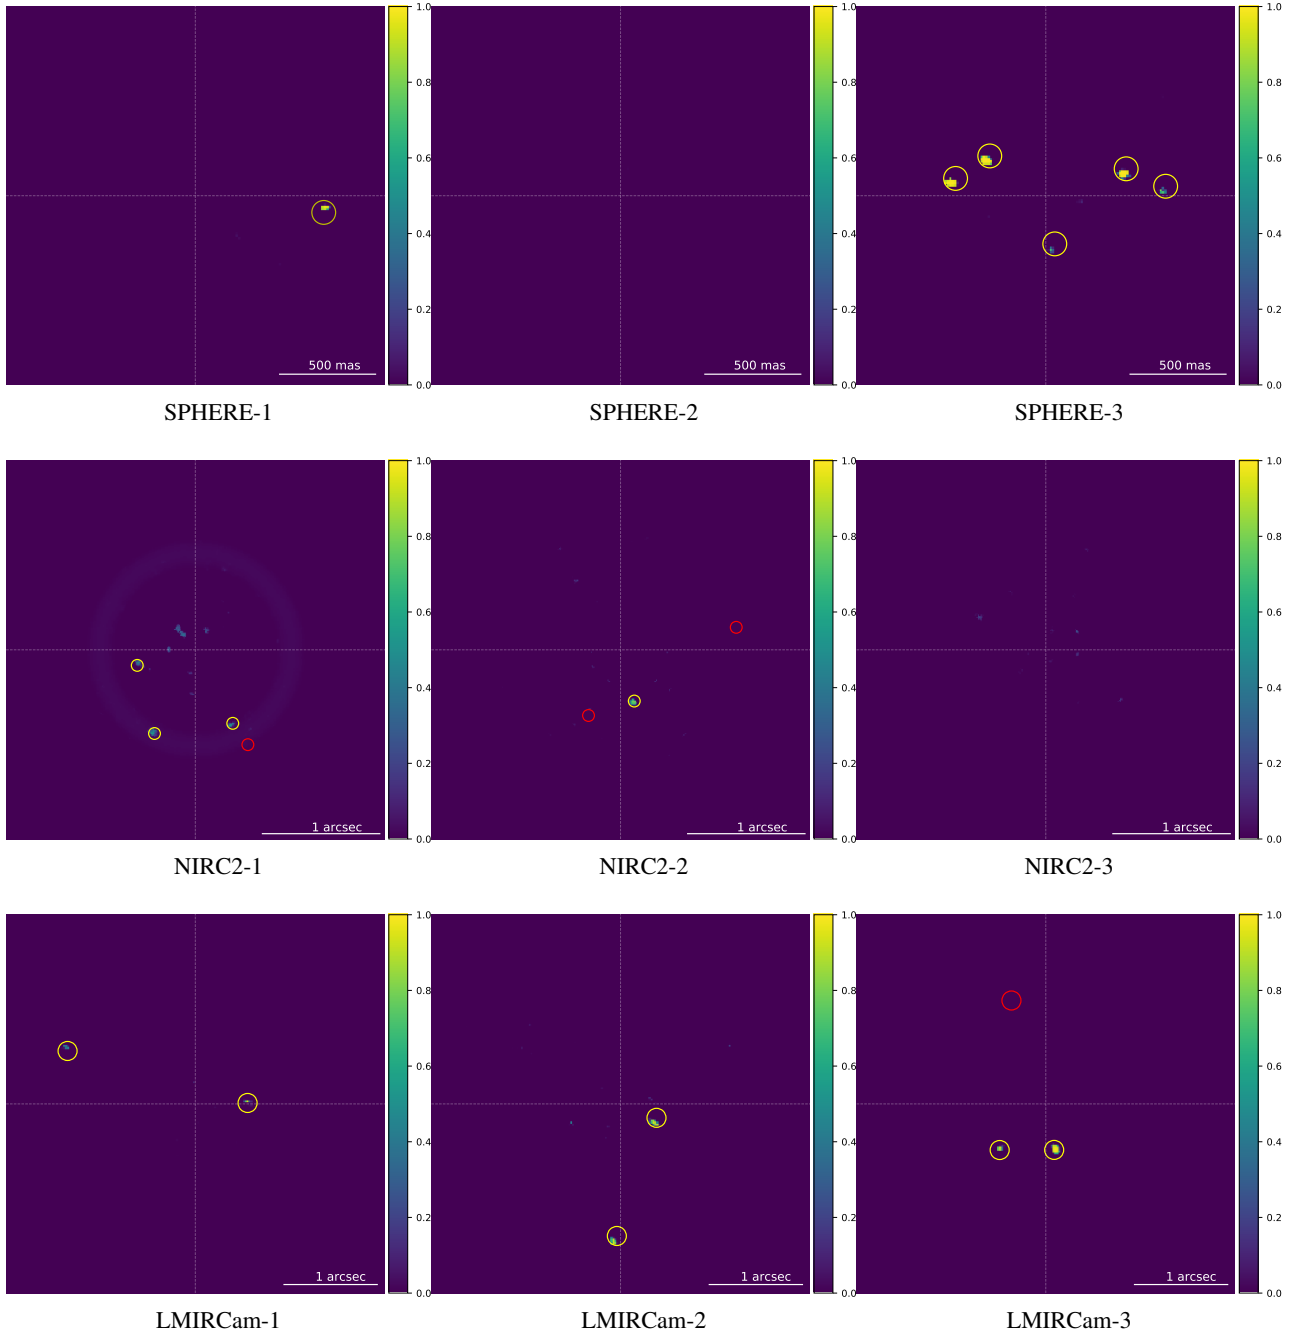 1.0 1.0 1.0
0.8 0.8 0.8
0.6 0.6 0.6
0.4 0.4 0.4
0.2 0.2 0.2
500 mas 500 mas 500 mas
0.0 0.0 0.0
SPHERE-1 SPHERE-2 SPHERE-3
1.0 1.0 1.0
0.8 0.8 0.8
0.6 0.6 0.6
0.4 0.4 0.4
0.2 0.2 0.2
1 arcsec 1 arcsec 1 arcsec
0.0 0.0 0.0
NIRC2-1 NIRC2-2 NIRC2-3
1.0 1.0 1.0
0.8 0.8 0.8
0.6 0.6 0.6
0.4 0.4 0.4
0.2 0.2 0.2
1 arcsec 1 arcsec 1 arcsec
0.0 0.0 0.0
LMIRCam-1 LMIRCam-2 LMIRCam-3